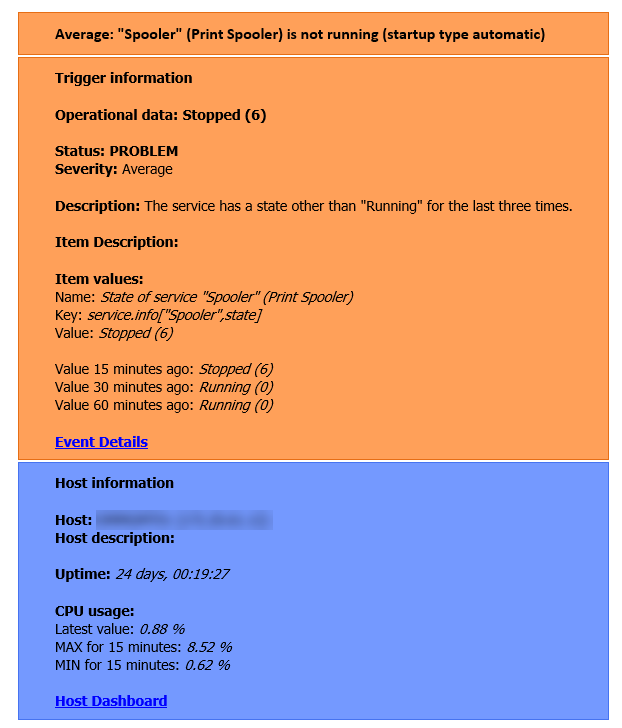 Average: "Spooler" (Print Spooler) is not running (startup type automatic)
Trigger information
Operational data: Stopped (6)
Status: PROBLEM
Severity: Average
Description: The service has a state other than "Running" for the last three times.
Item Description:
Item values:
Name: State of service "Spooler" (Print Spooler)
Key: service.info["Spooler",state]
Value: Stopped (6)
Value 15 minutes ago: Stopped (6)
Value 30 minutes ago: Running (0)
Value 60 minutes ago: Running (0)
Event Details
Host information
Host:
Host description:
Uptime: 24 days, 00:19:27
CPU usage:
Latest value: 0.88 %
MAX for 15 minutes: 8.52 %
MIN for 15 minutes: 0.62 %
Host Dashboard